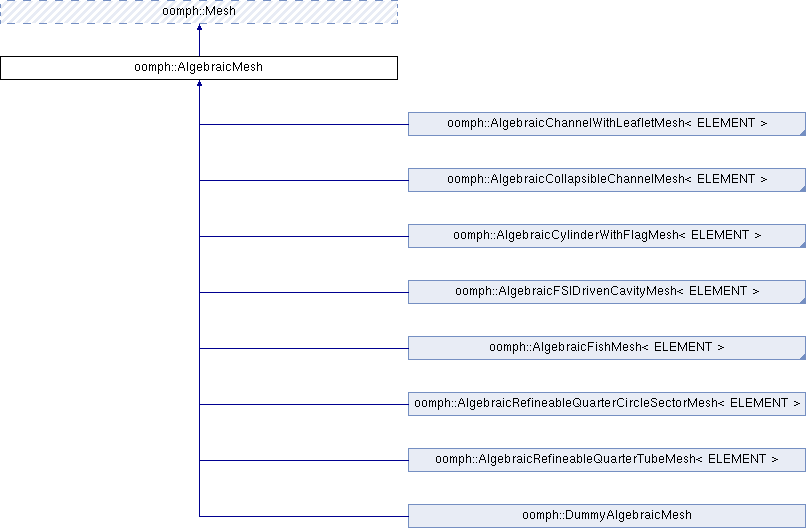 oomph::Mesh
oomph::AlgebraicMesh
oomph::AlgebraicChannelWithLeafletMesh< ELEMENT >
oomph::AlgebraicCollapsibleChannelMesh< ELEMENT >
oomph::AlgebraicCylinderWithFlagMesh< ELEMENT >
oomph::AlgebraicFSIDrivenCavityMesh< ELEMENT >
oomph::AlgebraicFishMesh< ELEMENT >
oomph::AlgebraicRefineableQuarterCircleSectorMesh< ELEMENT >
oomph::AlgebraicRefineableQuarterTubeMesh< ELEMENT >
oomph::DummyAlgebraicMesh